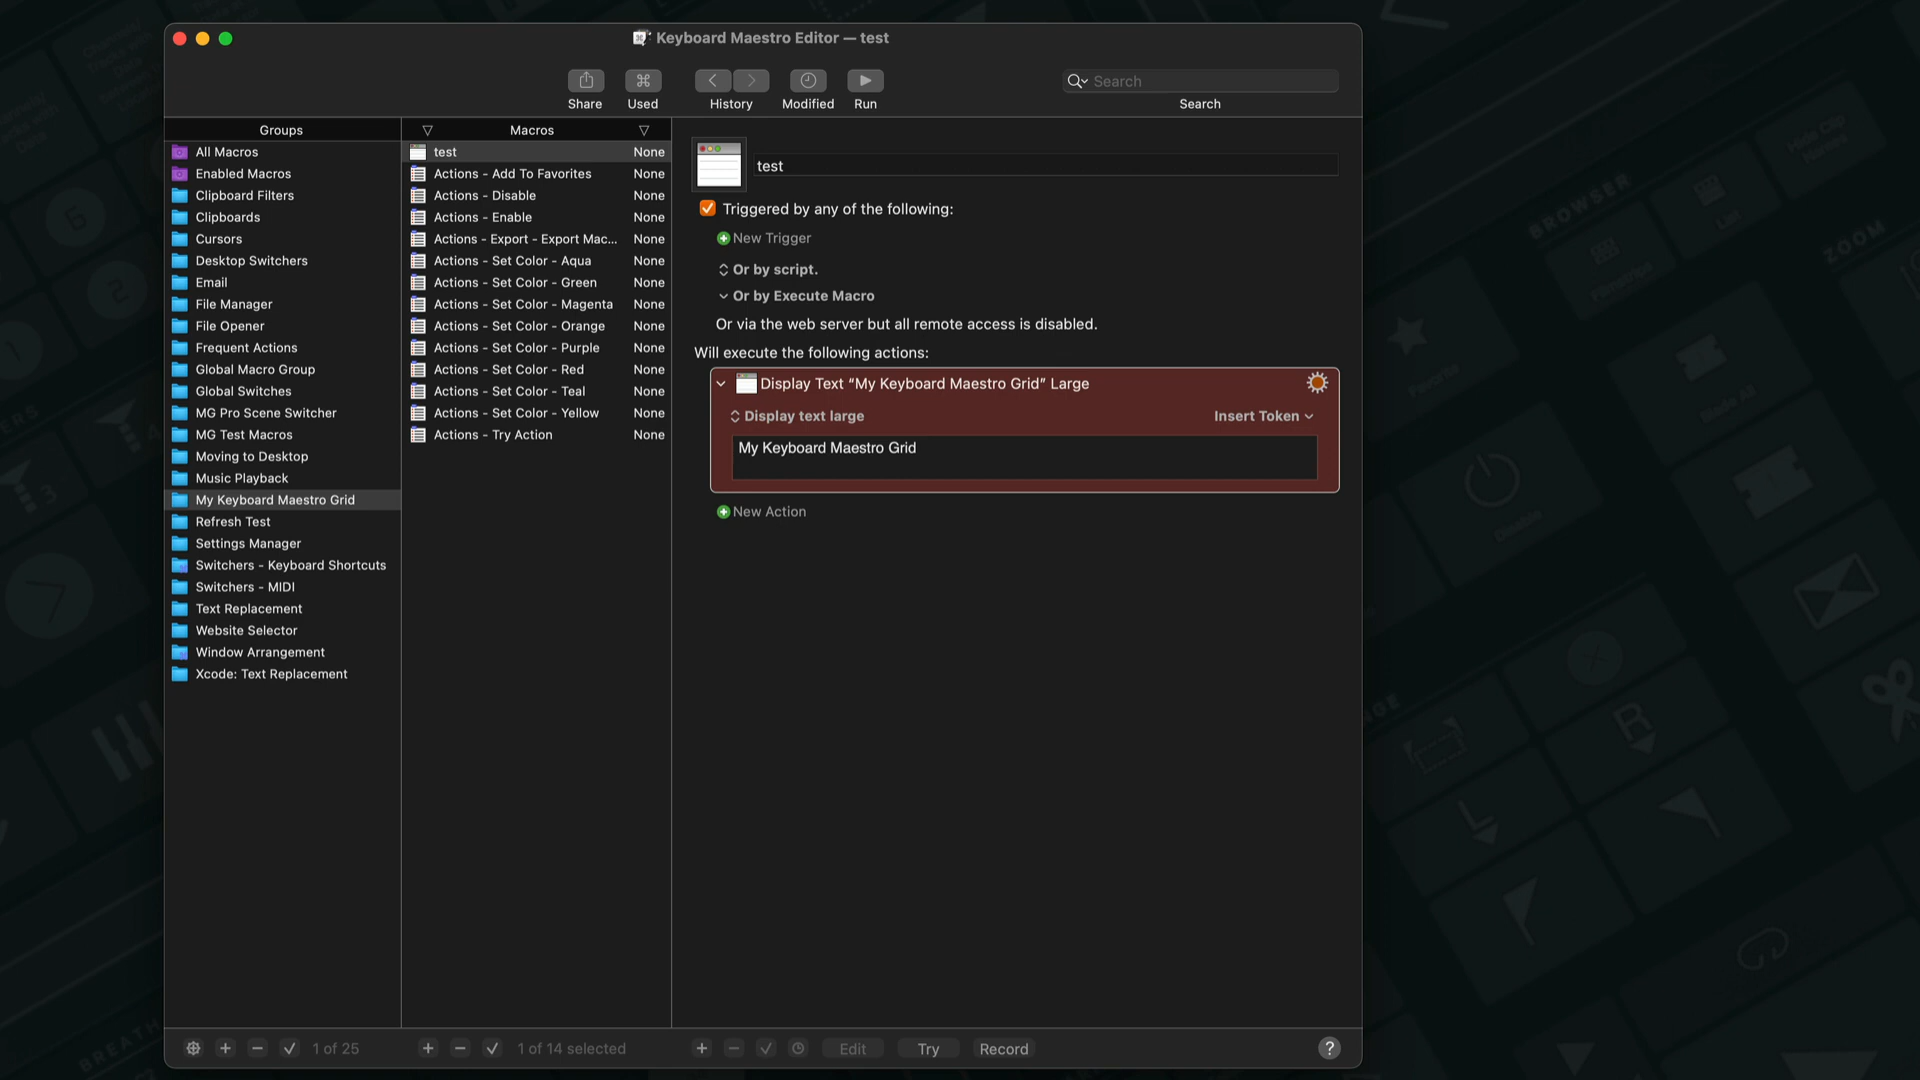 Keyboard Maestro Editor — test
Share
Used
History
Modified
Run
Search
Search
Groups
All Macros
Enabled Macros
Clipboard Filters
Clipboards
Cursors
Desktop Switchers
Email
File Manager
File Opener
Frequent Actions
Global Macro Group
Global Switches
MG Pro Scene Switcher
MG Test Macros
Moving to Desktop
Music Playback
My Keyboard Maestro Grid
Refresh Test
Settings Manager
Switchers - Keyboard Shortcuts
Switchers - MIDI
Text Replacement
Website Selector
Window Arrangement
Xcode: Text Replacement
1 of 25
Macros
test None
Actions - Add To Favorites None
Actions - Disable None
Actions - Enable None
Actions - Export - Export Mac... None
Actions - Set Color - Aqua None
Actions - Set Color - Green None
Actions - Set Color - Magenta None
Actions - Set Color - Orange None
Actions - Set Color - Purple None
Actions - Set Color - Red None
Actions - Set Color - Teal None
Actions - Set Color - Yellow None
Actions - Try Action None
1 of 14 selected
test
Triggered by any of the following:
New Trigger
Or by script.
Or by Execute Macro
Or via the web server but all remote access is disabled.
Will execute the following actions:
Display Text “My Keyboard Maestro Grid” Large
Display text large Insert Token
My Keyboard Maestro Grid
New Action
Edit Try Record ?
BROWSER
ZOOM
List
Hide Clip
Disable
R
L